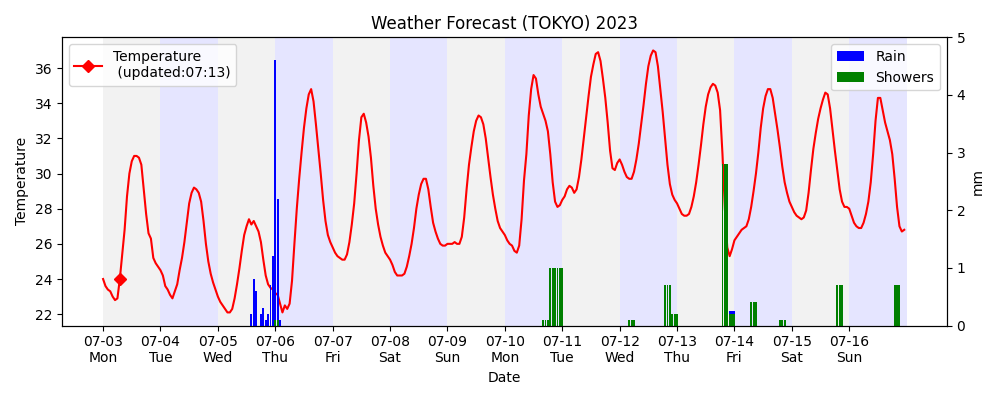 Weather Forecast (TOKYO) 2023
Temperature
(updated:07:13)
Rain
Showers
Temperature
36
34
32
30
28
26
24
22
5
4
3
2
1
0
mm
07-03 07-04 07-05 07-06 07-07 07-08 07-09 07-10 07-11 07-12 07-13 07-14 07-15 07-16
Mon Tue Wed Thu Fri Sat Sun Mon Tue Wed Thu Fri Sat Sun
Date